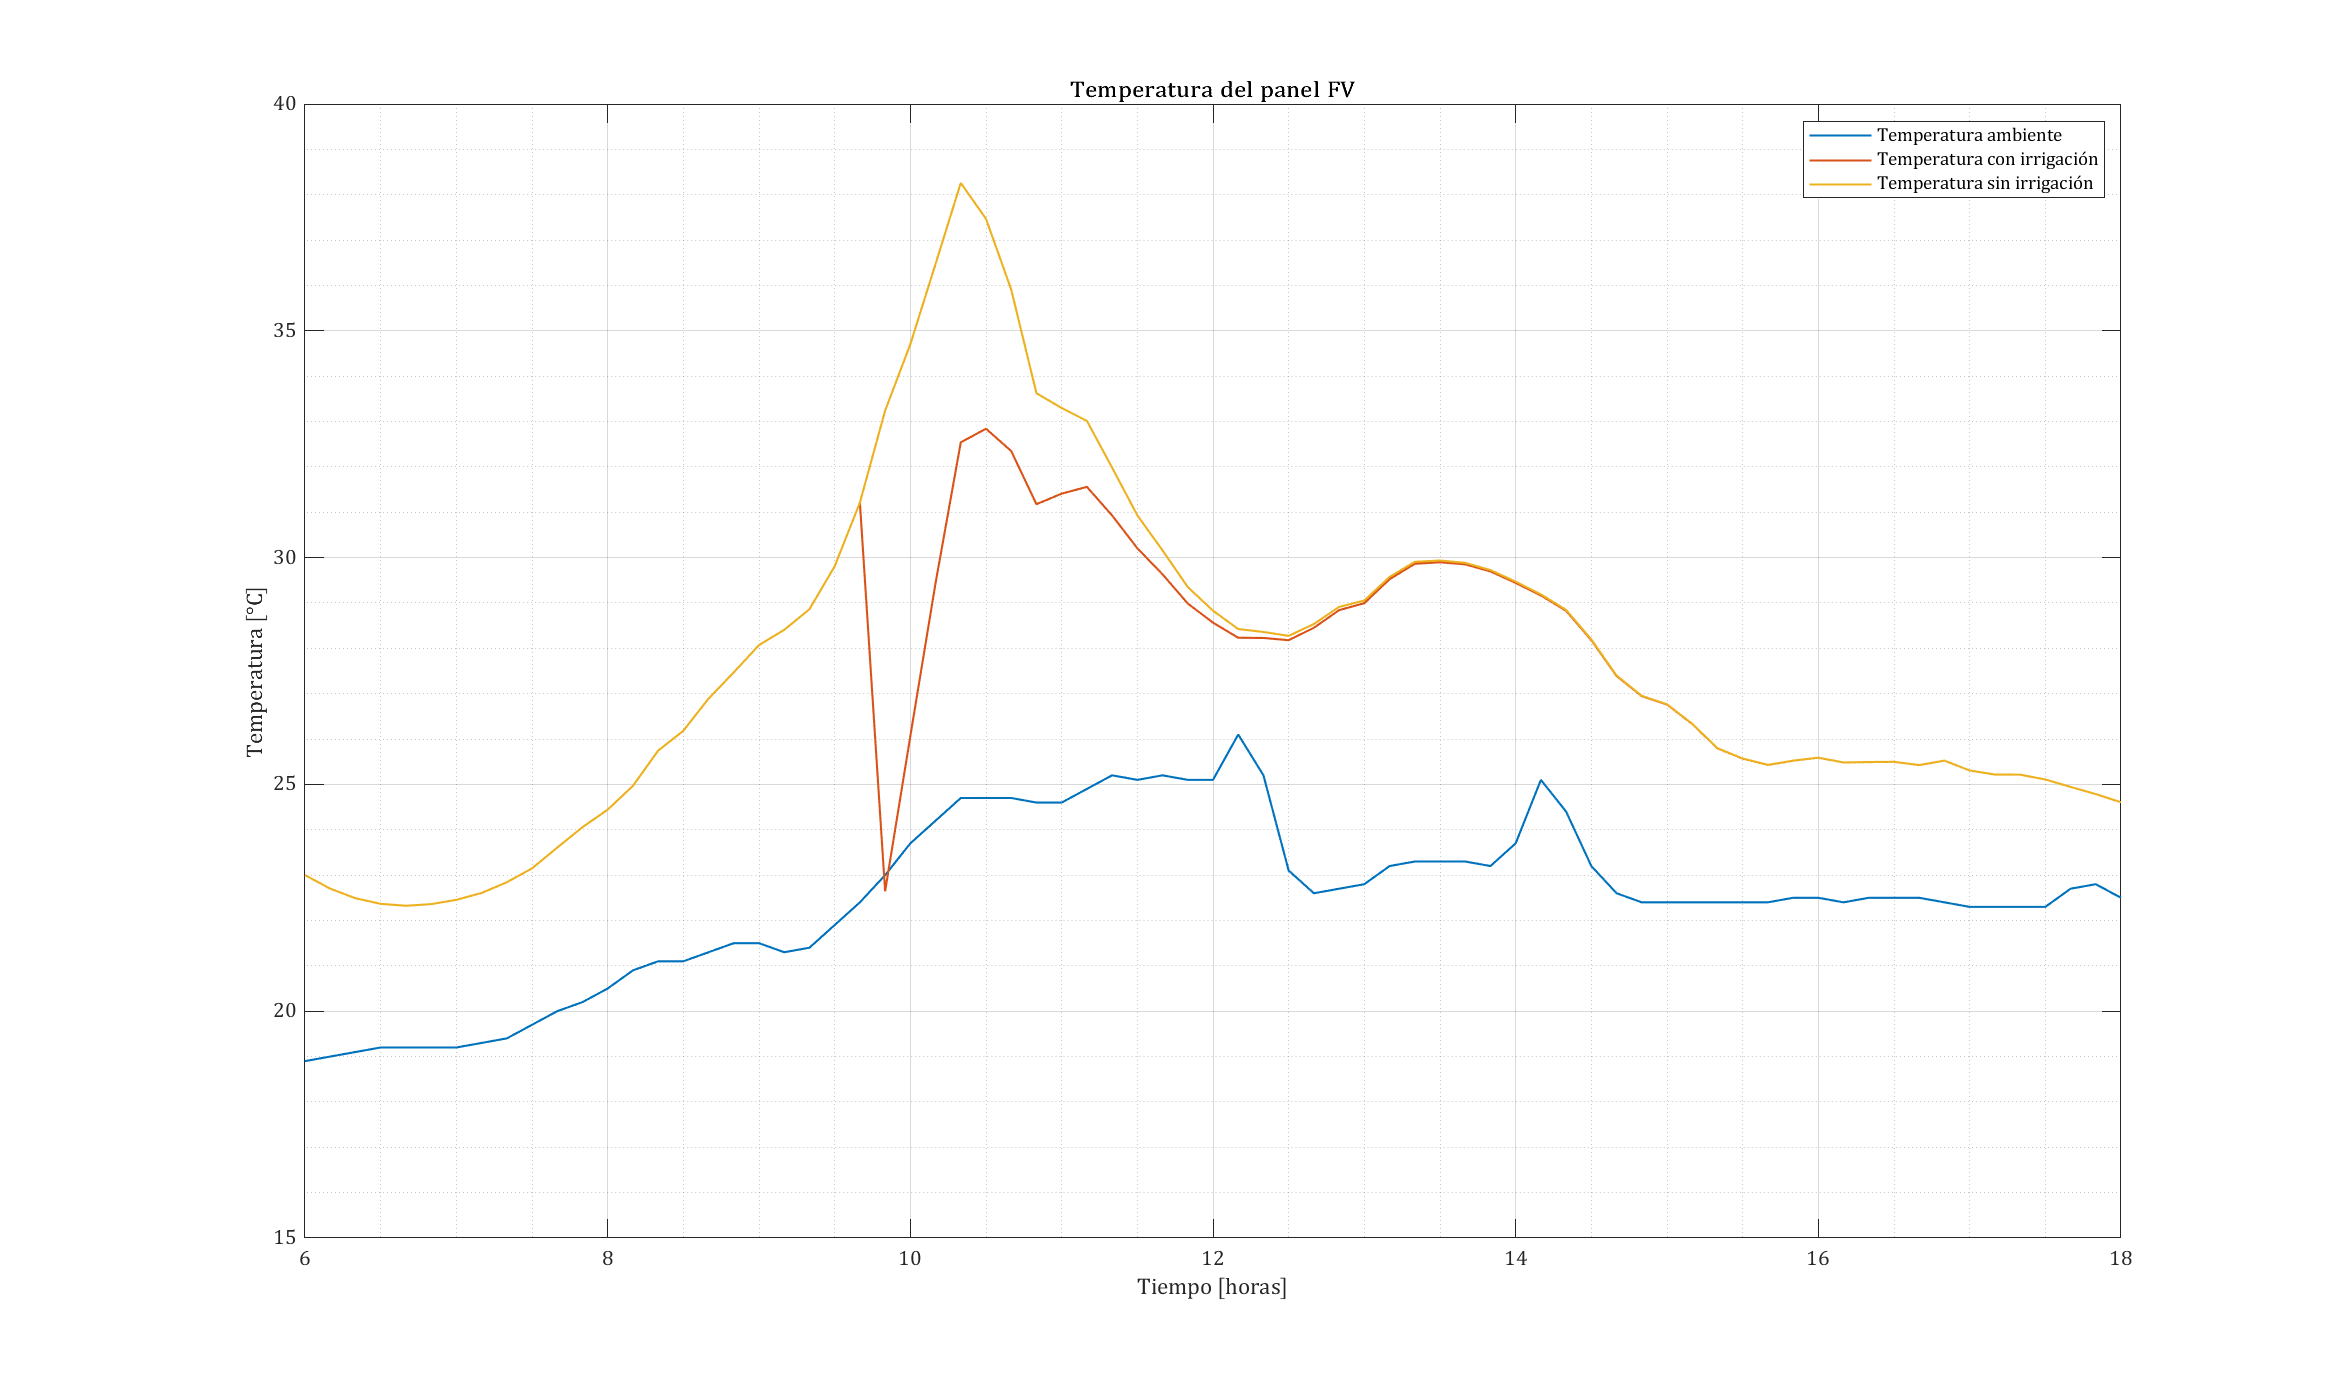 Temperatura del panel FV
40
35
30
25
20
15
Temperatura [°C]
Temperatura ambiente
Temperatura con irrigación
Temperatura sin irrigación
6 8 10 12 14 16 18
Tiempo [horas]